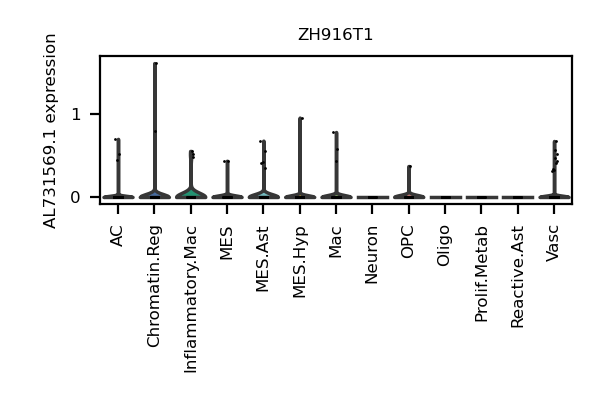 ZH916T1
AL731569.1 expression
1
0
AC
Chromatin.Reg
Inflammatory.Mac
MES
MES.Ast
MES.Hyp
Mac
Neuron
OPC
Oligo
Prolif.Metab
Reactive.Ast
Vasc